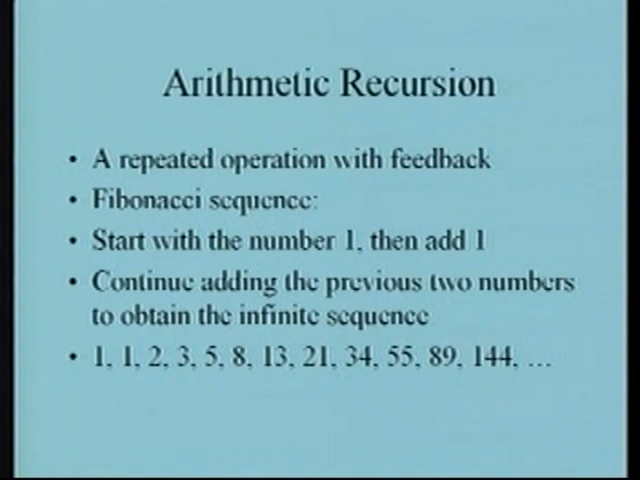 Arithmetic Recursion
• A repeated operation with feedback
• Fibonacci sequence:
• Start with the number 1, then add 1
• Continue adding the previous two numbers
to obtain the infinite sequence
• 1, 1, 2, 3, 5, 8, 13, 21, 34, 55, 89, 144, …